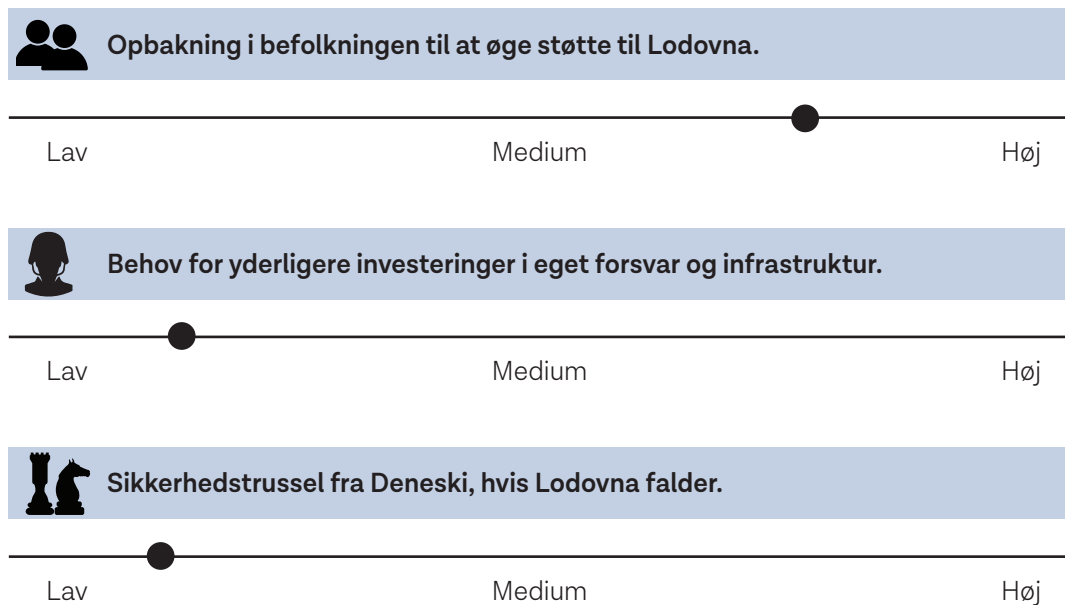 Opbakning i befolkningen til at øge støtte til Lodovna.
Lav Medium Høj
Behov for yderligere investeringer i eget forsvar og infrastruktur.
Lav Medium Høj
Sikkerhedstrussel fra Deneski, hvis Lodovna falder.
Lav Medium Høj